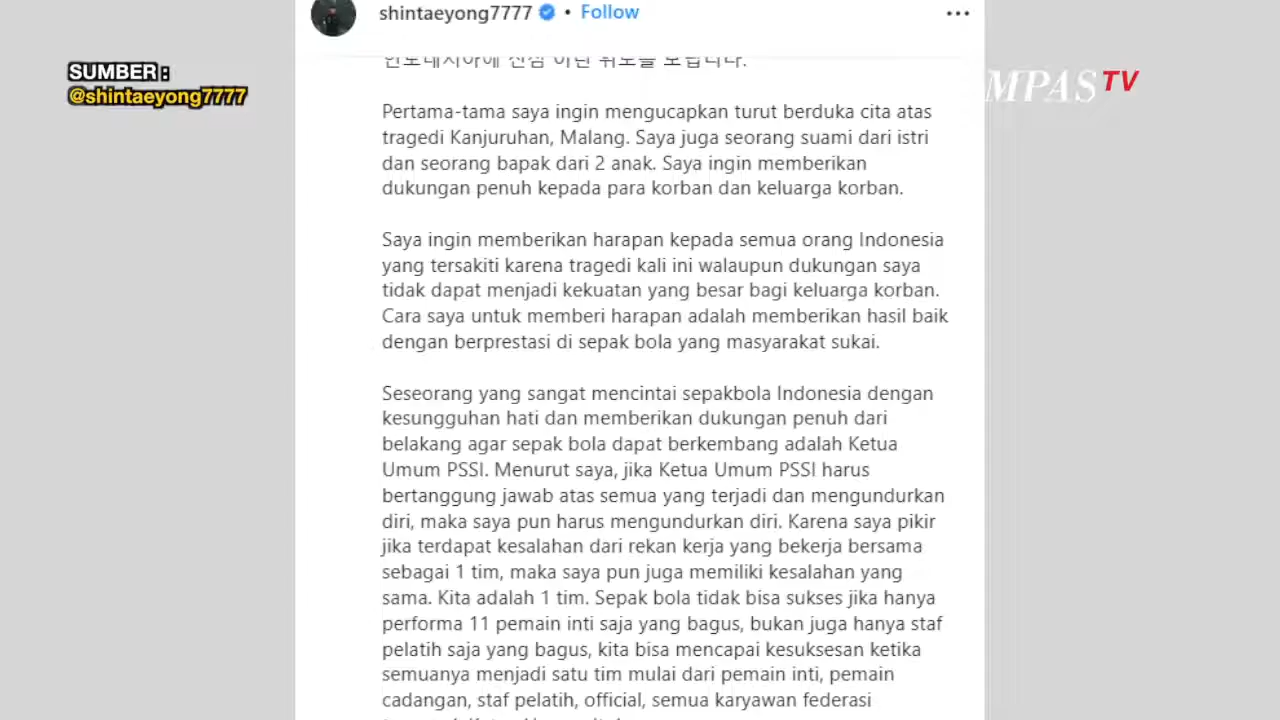 shintaeyong7777 • Follow
SUMBER :
@shintaeyong7777
MPAS TV
Pertama-tama saya ingin mengucapkan turut berduka cita atas
tragedi Kanjuruhan, Malang. Saya juga seorang suami dari istri
dan seorang bapak dari 2 anak. Saya ingin memberikan
dukungan penuh kepada para korban dan keluarga korban.
Saya ingin memberikan harapan kepada semua orang Indonesia
yang tersakiti karena tragedi kali ini walaupun dukungan saya
tidak dapat menjadi kekuatan yang besar bagi keluarga korban.
Cara saya untuk memberi harapan adalah memberikan hasil baik
dengan berprestasi di sepak bola yang masyarakat sukai.
Seseorang yang sangat mencintai sepakbola Indonesia dengan
kesungguhan hati dan memberikan dukungan penuh dari
belakang agar sepak bola dapat berkembang adalah Ketua
Umum PSSI. Menurut saya, jika Ketua Umum PSSI harus
bertanggung jawab atas semua yang terjadi dan mengundurkan
diri, maka saya pun harus mengundurkan diri. Karena saya pikir
jika terdapat kesalahan dari rekan kerja yang bekerja bersama
sebagai 1 tim, maka saya pun juga memiliki kesalahan yang
sama. Kita adalah 1 tim. Sepak bola tidak bisa sukses jika hanya
performa 11 pemain inti saja yang bagus, bukan juga hanya staf
pelatih saja yang bagus, kita bisa mencapai kesuksesan ketika
semuanya menjadi satu tim mulai dari pemain inti, pemain
cadangan, staf pelatih, official, semua karyawan federasi